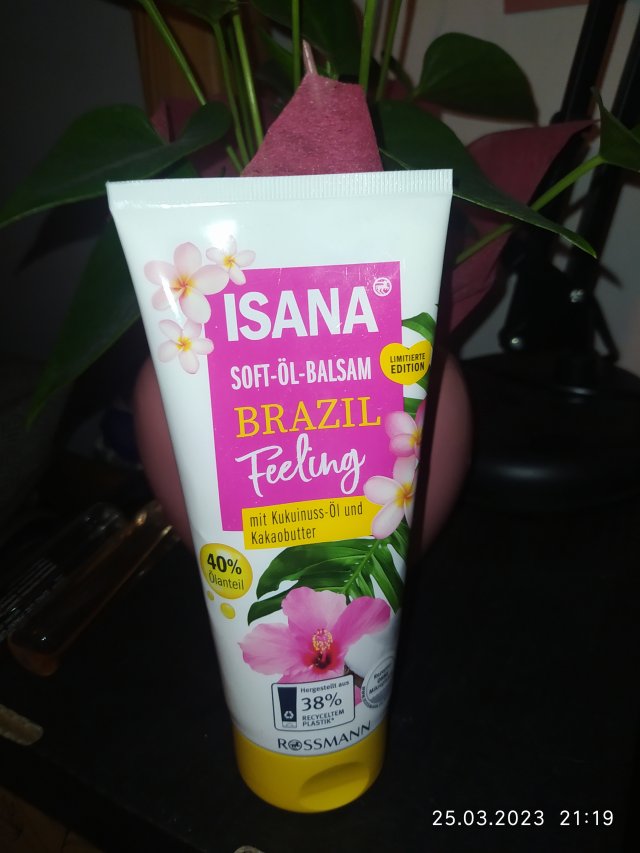 ISANA
SOFT-ÖL-BALSAM
LIMITIERTE
EDITION
BRAZIL
Feeling
mit Kukuinuss-Öl und
Kakaobutter
40%
Ölanteil
Hergestellt aus
38%
RECYCELTEM
PLASTIK*
ROSSMANN
25.03.2023 21:19